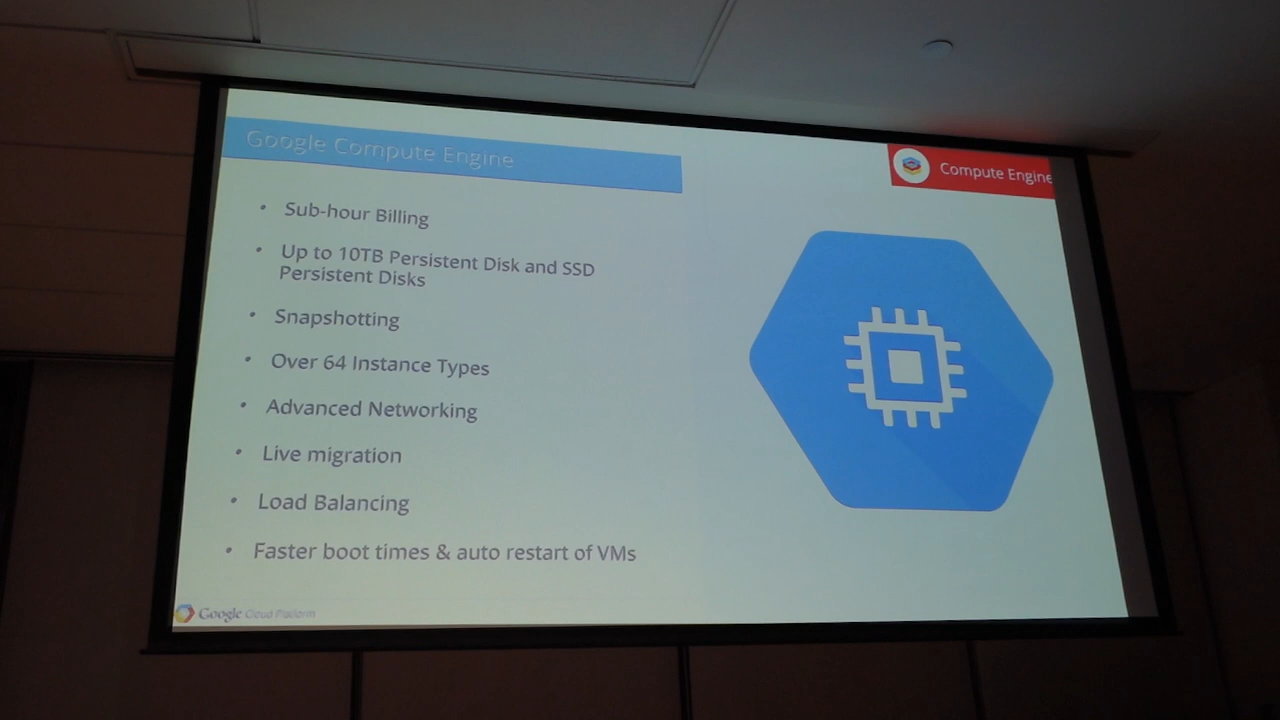 Google Compute Engine
Compute Engine
• Sub-hour Billing
• Up to 10TB Persistent Disk and SSD
Persistent Disks
• Snapshotting
• Over 64 Instance Types
• Advanced Networking
• Live migration
• Load Balancing
• Faster boot times & auto restart of VMs
Google Cloud Platform